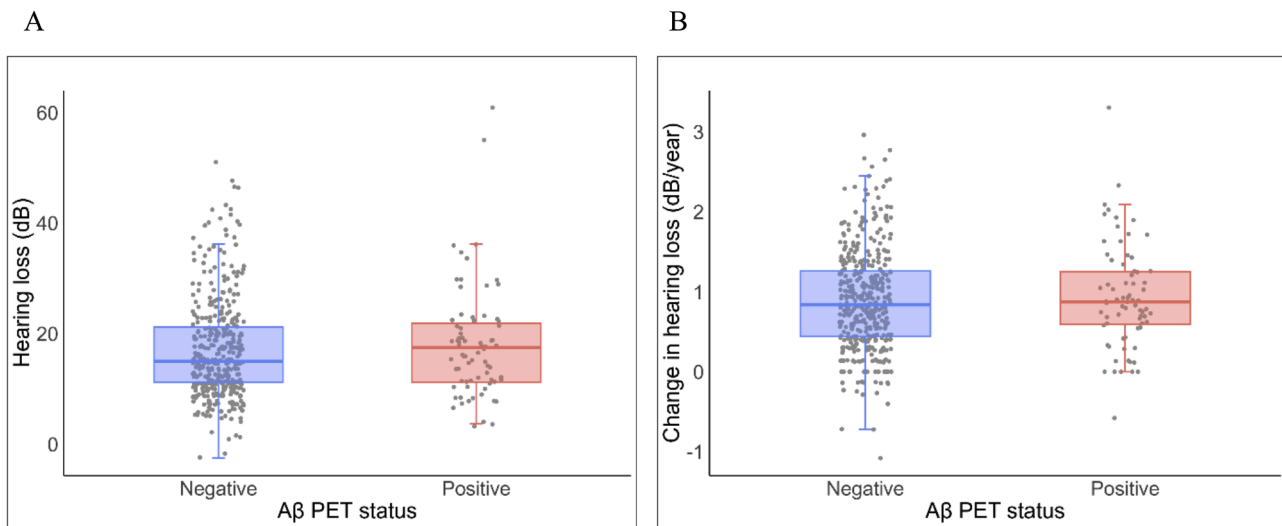 A
Hearing loss (dB)
60
40
20
0
Negative
Positive
Aβ PET status
B
Change in hearing loss (dB/year)
3
2
1
0
-1
Negative
Positive
Aβ PET status